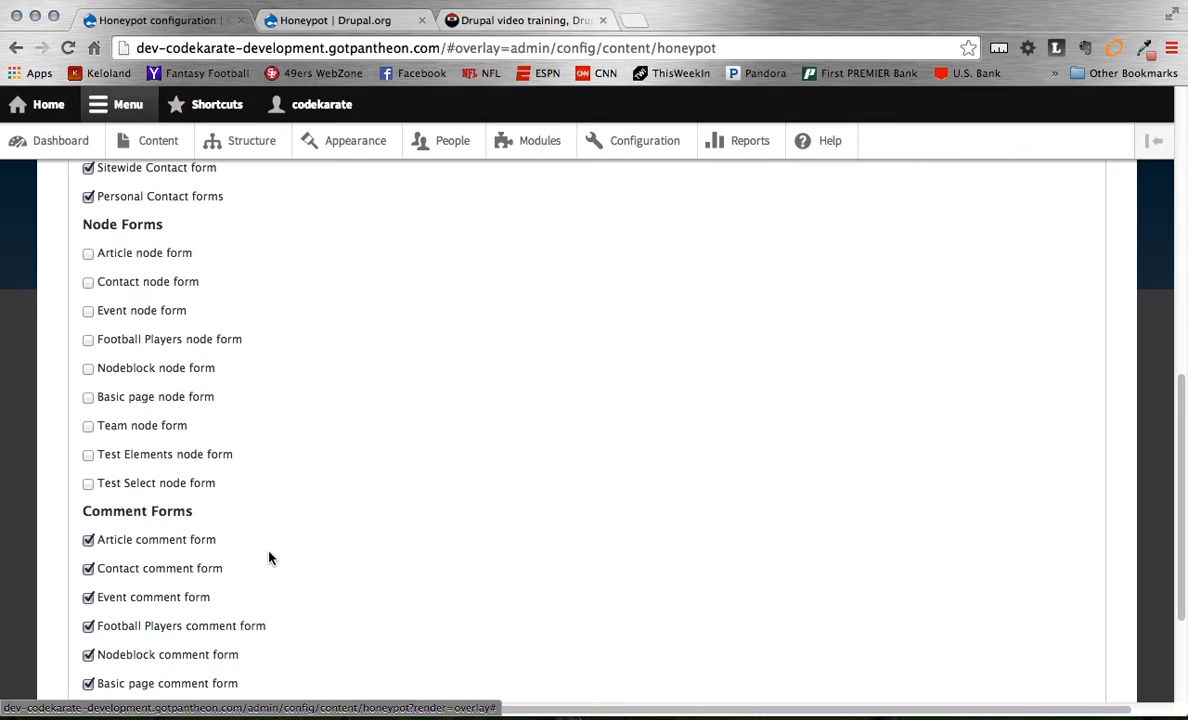 Honeypot configuration |
Honeypot | Drupal.org
Drupal video training, Dru
dev-codekarate-development.gotpantheon.com/#overlay=admin/config/content/honeypot
Apps Keloland Fantasy Football 49ers WebZone Facebook NFL ESPN CNN ThisWeekIn Pandora First PREMIER Bank U.S. Bank » Other Bookmarks
Home Menu Shortcuts codekarate
Dashboard Content Structure Appearance People Modules Configuration Reports Help
Sitewide Contact form
Personal Contact forms
Node Forms
Article node form
Contact node form
Event node form
Football Players node form
Nodeblock node form
Basic page node form
Team node form
Test Elements node form
Test Select node form
Comment Forms
Article comment form
Contact comment form
Event comment form
Football Players comment form
Nodeblock comment form
Basic page comment form
dev-codekarate-development.gotpantheon.com/admin/config/content/honeypot?render=overlay#